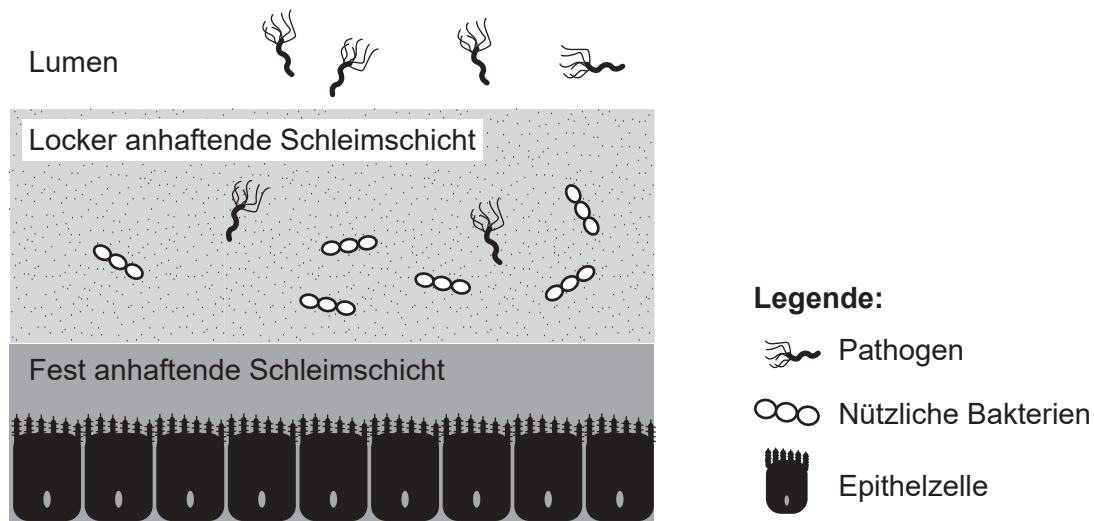 Lumen
Locker anhaftende Schleimschicht
Fest anhaftende Schleimschicht
Legende:
Pathogen
Nützliche Bakterien
Epithelzelle